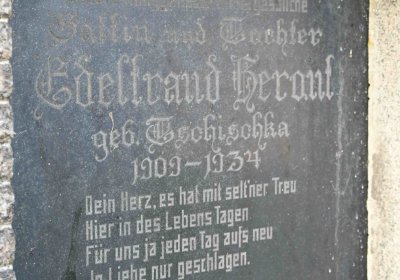 Gattin und Tochter
Edeltraud Herout
geb. Tschischka
1909-1934
Dein Herz, es hat mit selt'ner Treu
Hier in des Lebens Tagen
Für uns ja jeden Tag aufs neu
In Liebe nur geschlagen.